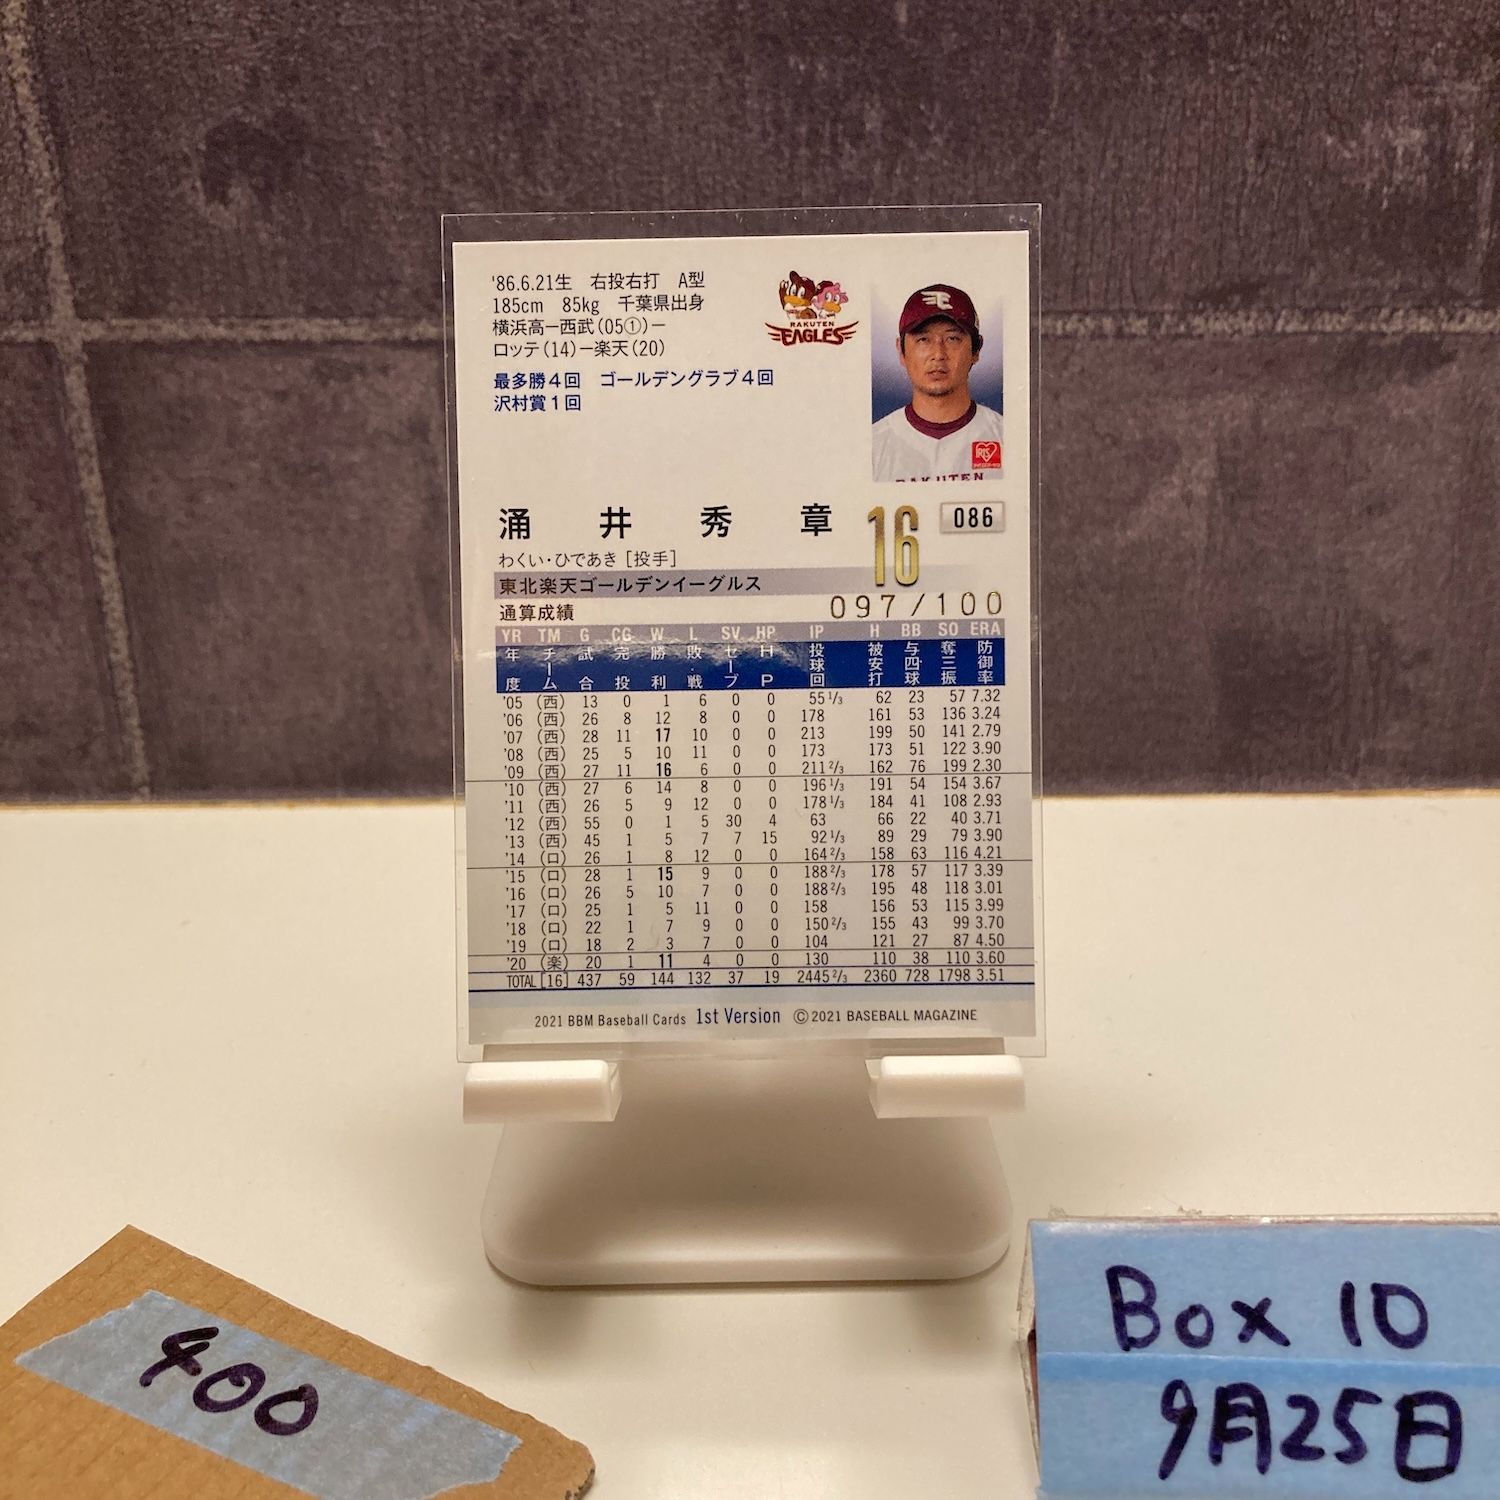 '86.6.21生 右投右打 A型
185cm 85kg 千葉県出身
横浜高ー西武(05①)ー
ロッテ(14)ー楽天(20)
最多勝4回 ゴールデングラブ4回
沢村賞1回
RAKUTEN
EAGLES
IRIS
RAKUTEN
涌井秀章 16 086
わくい・ひであき [投手]
東北楽天ゴールデンイーグルス
通算成績 097/100
YR TM G CG W L SV HP IP H BB SO ERA
年度 チーム 試合 完投 勝利 敗戦 セーブ HP 投球回 被安打 与四球 奪三振 防御率
'05 (西) 13 0 1 6 0 0 55 1/3 62 23 57 7.32
'06 (西) 26 8 12 8 0 0 178 161 53 136 3.24
'07 (西) 28 11 17 10 0 0 213 199 50 141 2.79
'08 (西) 25 5 10 11 0 0 173 173 51 122 3.90
'09 (西) 27 11 16 6 0 0 211 2/3 162 76 199 2.30
'10 (西) 27 6 14 8 0 0 196 1/3 191 54 154 3.67
'11 (西) 26 5 9 12 0 0 178 1/3 184 41 108 2.93
'12 (西) 55 0 1 5 30 4 63 66 22 40 3.71
'13 (西) 45 1 5 7 7 15 92 1/3 89 29 79 3.90
'14 (ロ) 26 1 8 12 0 0 164 2/3 158 63 116 4.21
'15 (ロ) 28 1 15 9 0 0 188 2/3 178 57 117 3.39
'16 (ロ) 26 5 10 7 0 0 188 2/3 195 48 118 3.01
'17 (ロ) 25 1 5 11 0 0 158 156 53 115 3.99
'18 (ロ) 22 1 7 9 0 0 150 2/3 155 43 99 3.70
'19 (ロ) 18 2 3 7 0 0 104 121 27 87 4.50
'20 (楽) 20 1 11 4 0 0 130 110 38 110 3.60
TOTAL [16] 437 59 144 132 37 19 2445 2/3 2360 728 1798 3.51
2021 BBM Baseball Cards 1st Version ©2021 BASEBALL MAGAZINE
400
Box 10
9月25日